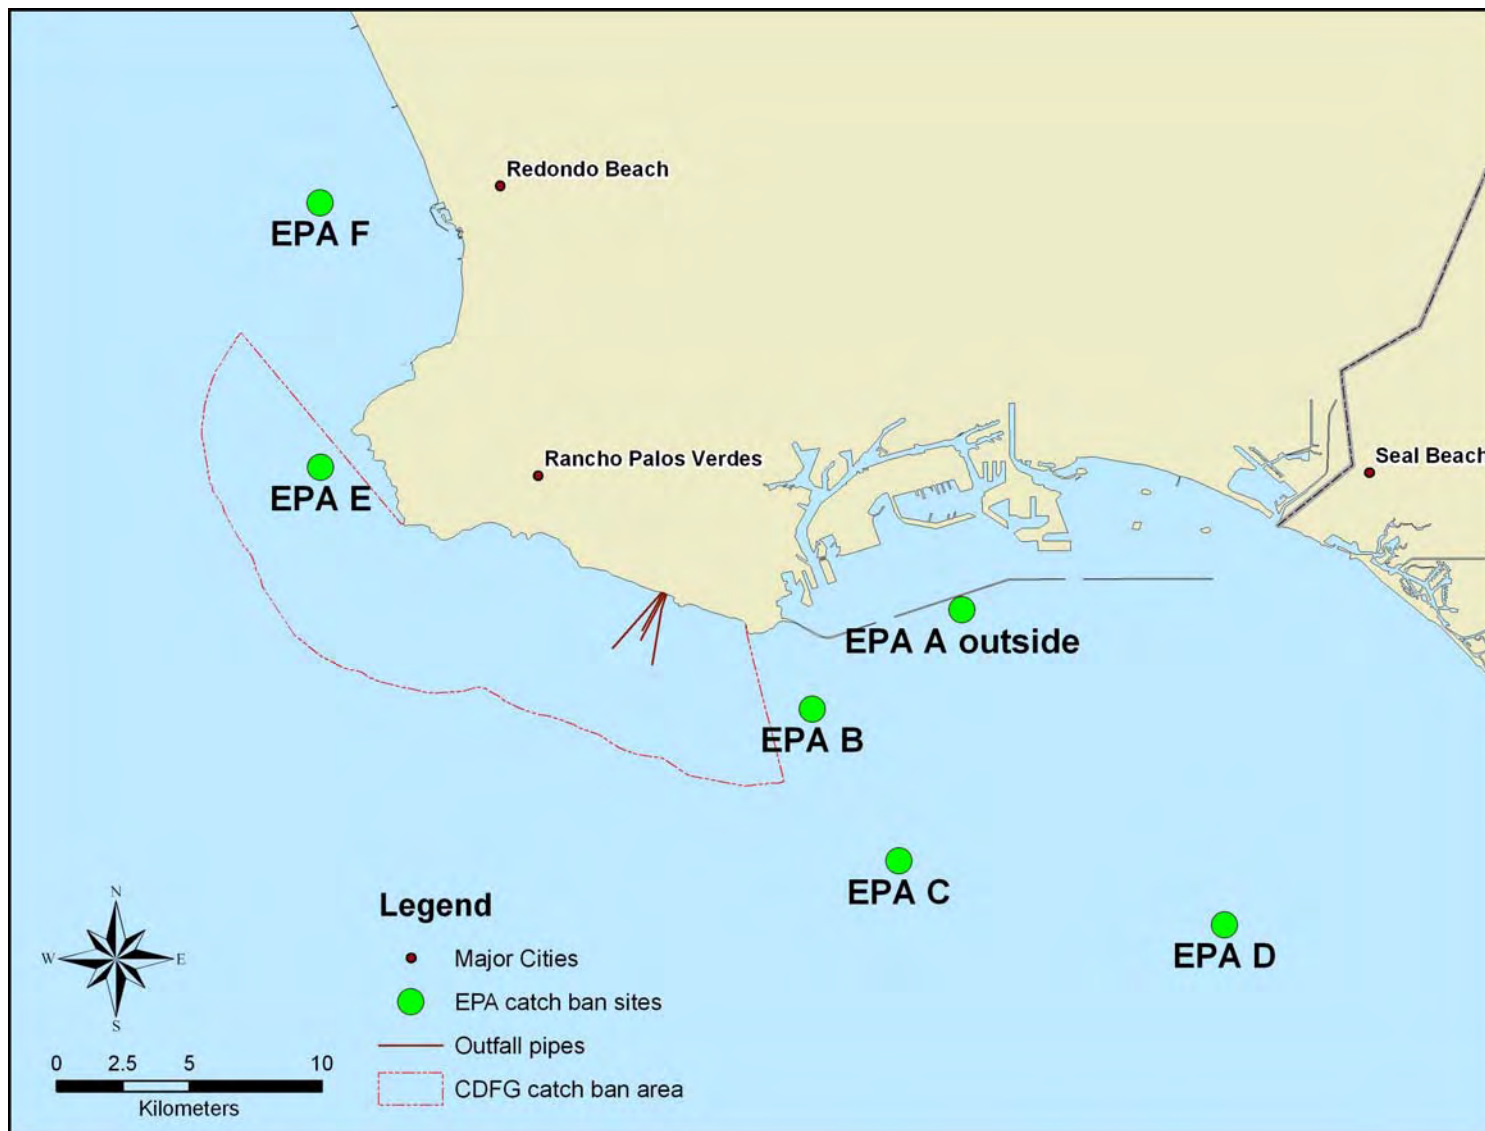 Redondo Beach
EPA F
Rancho Palos Verdes
Seal Beach
EPA E
EPA A outside
EPA B
EPA C
EPA D
N
W
E
S
0 2.5 5 10
Kilometers
Legend
Major Cities
EPA catch ban sites
Outfall pipes
CDFG catch ban area